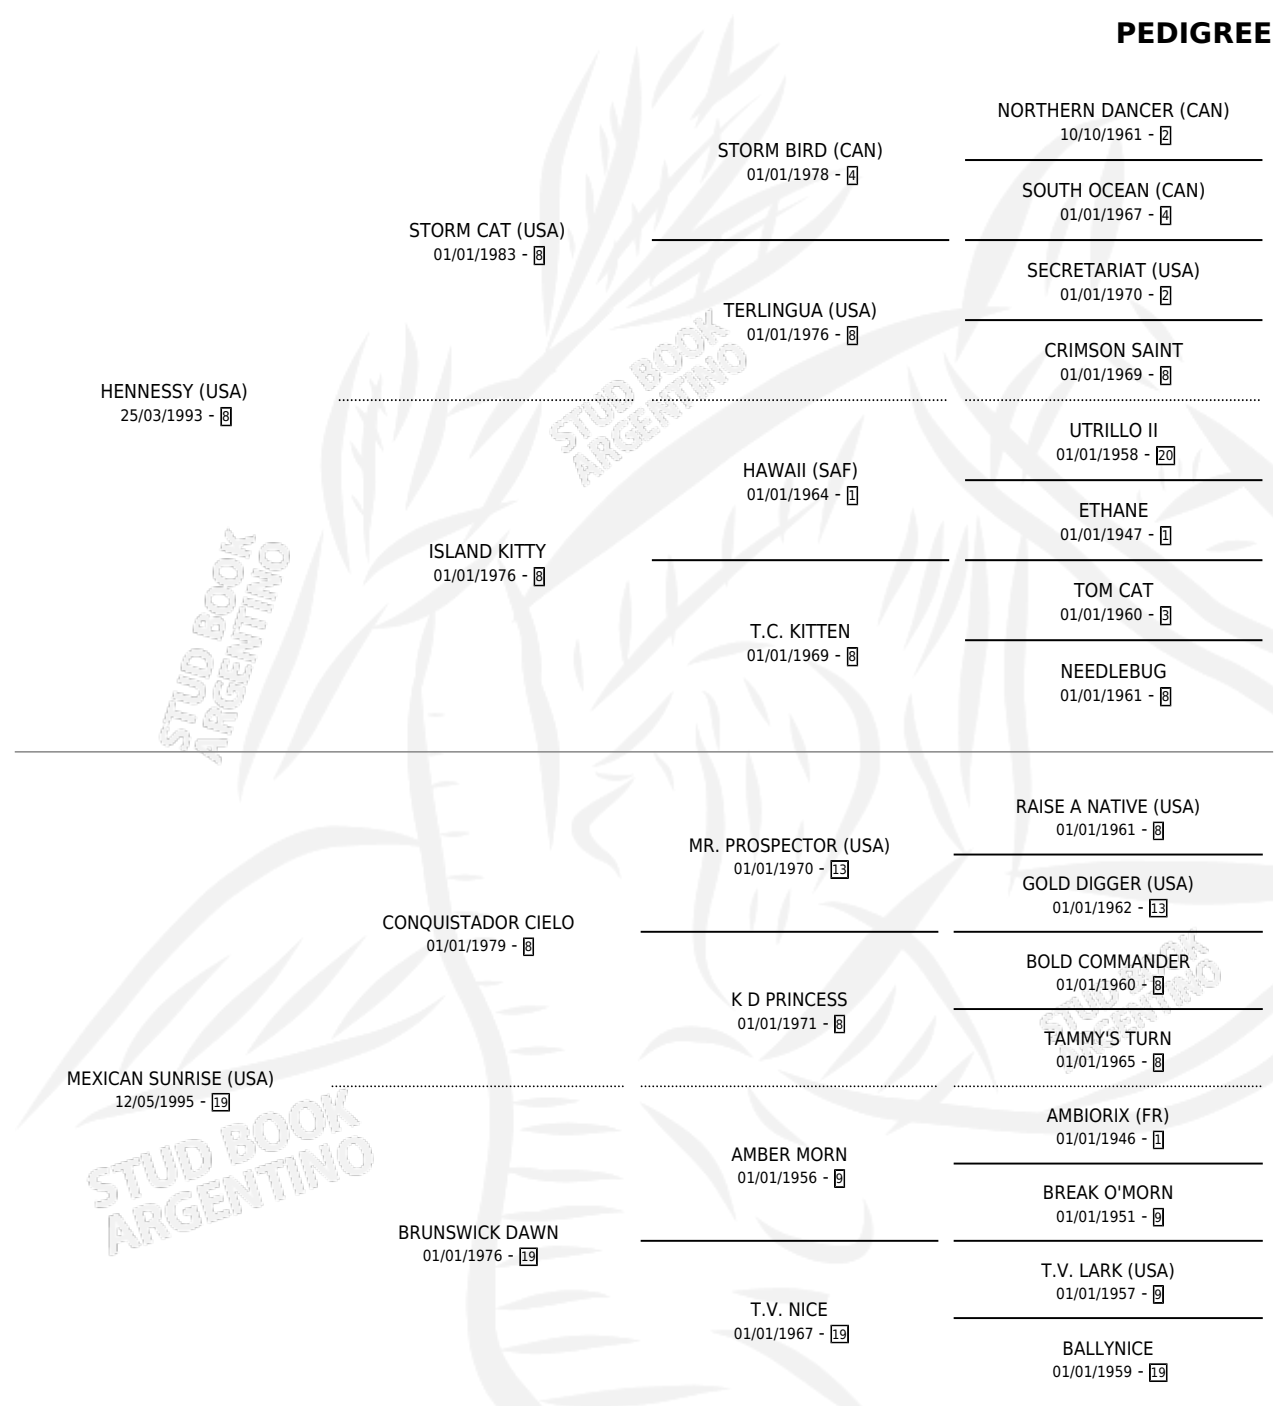 PEDIGREE
NORTHERN DANCER (CAN)
10/10/1961 - 2
STORM BIRD (CAN)
01/01/1978 - 4
SOUTH OCEAN (CAN)
01/01/1967 - 4
STORM CAT (USA)
01/01/1983 - 8
SECRETARIAT (USA)
01/01/1970 - 2
TERLINGUA (USA)
01/01/1976 - 8
CRIMSON SAINT
01/01/1969 - 8
HENNESSY (USA)
25/03/1993 - 8
UTRILLO II
01/01/1958 - 20
HAWAII (SAF)
01/01/1964 - 1
ETHANE
01/01/1947 - 1
ISLAND KITTY
01/01/1976 - 8
TOM CAT
01/01/1960 - 3
T.C. KITTEN
01/01/1969 - 8
NEEDLEBUG
01/01/1961 - 8
RAISE A NATIVE (USA)
01/01/1961 - 8
MR. PROSPECTOR (USA)
01/01/1970 - 13
GOLD DIGGER (USA)
01/01/1962 - 13
CONQUISTADOR CIELO
01/01/1979 - 8
BOLD COMMANDER
01/01/1960 - 8
K D PRINCESS
01/01/1971 - 8
TAMMY'S TURN
01/01/1965 - 8
MEXICAN SUNRISE (USA)
12/05/1995 - 19
AMBIORIX (FR)
01/01/1946 - 1
AMBER MORN
01/01/1956 - 9
BREAK O'MORN
01/01/1951 - 9
BRUNSWICK DAWN
01/01/1976 - 19
T.V. LARK (USA)
01/01/1957 - 9
T.V. NICE
01/01/1967 - 19
BALLYNICE
01/01/1959 - 19
STUD BOOK
ARGENTINO
STUD BOOK
ARGENTINO
STUD BOOK
ARGENTINO
STUD BOOK
ARGENTINO